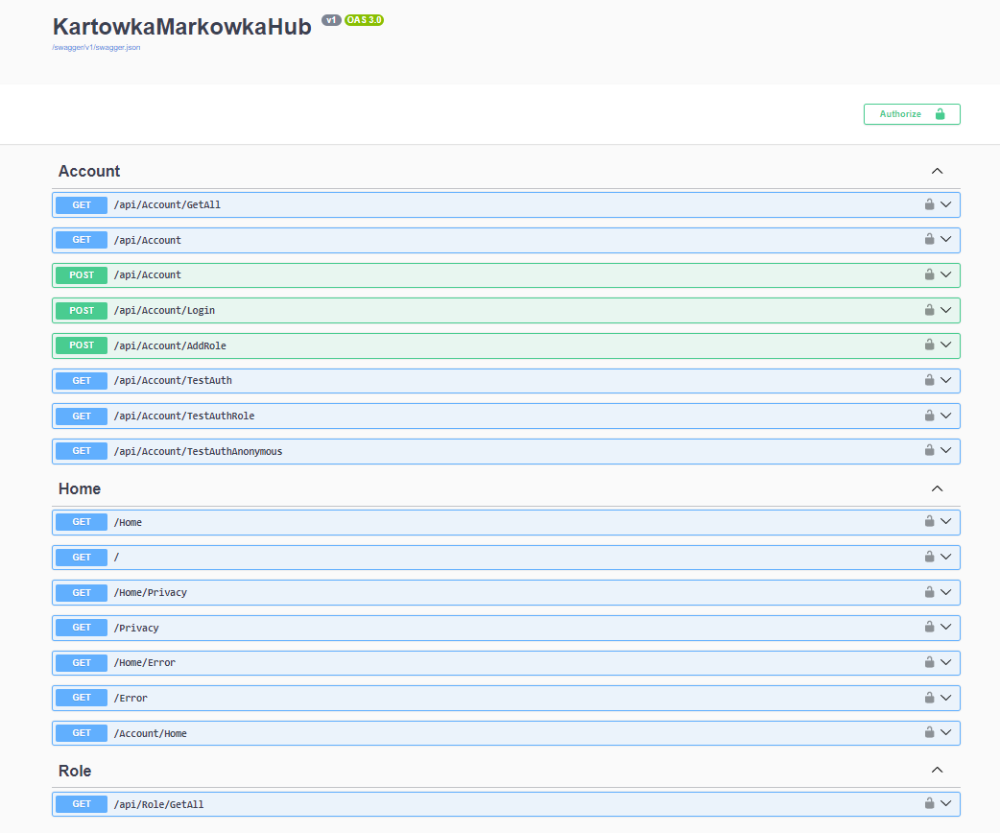 KartowkaMarkowkaHub v1 OAS 3.0
/swagger/v1/swagger.json
Authorize
Account
GET /api/Account/GetAll
GET /api/Account
POST /api/Account
POST /api/Account/Login
POST /api/Account/AddRole
GET /api/Account/TestAuth
GET /api/Account/TestAuthRole
GET /api/Account/TestAuthAnonymous
Home
GET /Home
GET /
GET /Home/Privacy
GET /Privacy
GET /Home/Error
GET /Error
GET /Account/Home
Role
GET /api/Role/GetAll